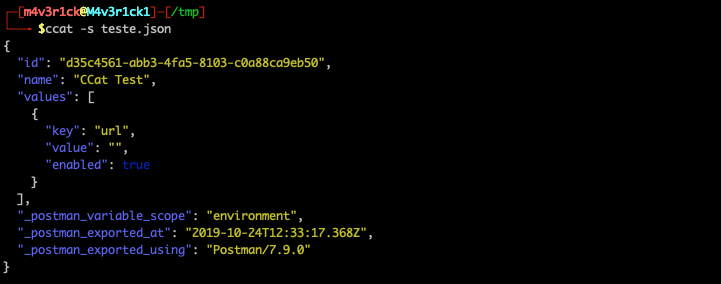 ┌─[m4v3r1ck@M4v3r1ck1]─[/tmp]
└──╼ $ccat -s teste.json
{
  "id": "d35c4561-abb3-4fa5-8103-c0a88ca9eb50",
  "name": "CCat Test",
  "values": [
    {
      "key": "url",
      "value": "",
      "enabled": true
    }
  ],
  "_postman_variable_scope": "environment",
  "_postman_exported_at": "2019-10-24T12:33:17.368Z",
  "_postman_exported_using": "Postman/7.9.0"
}